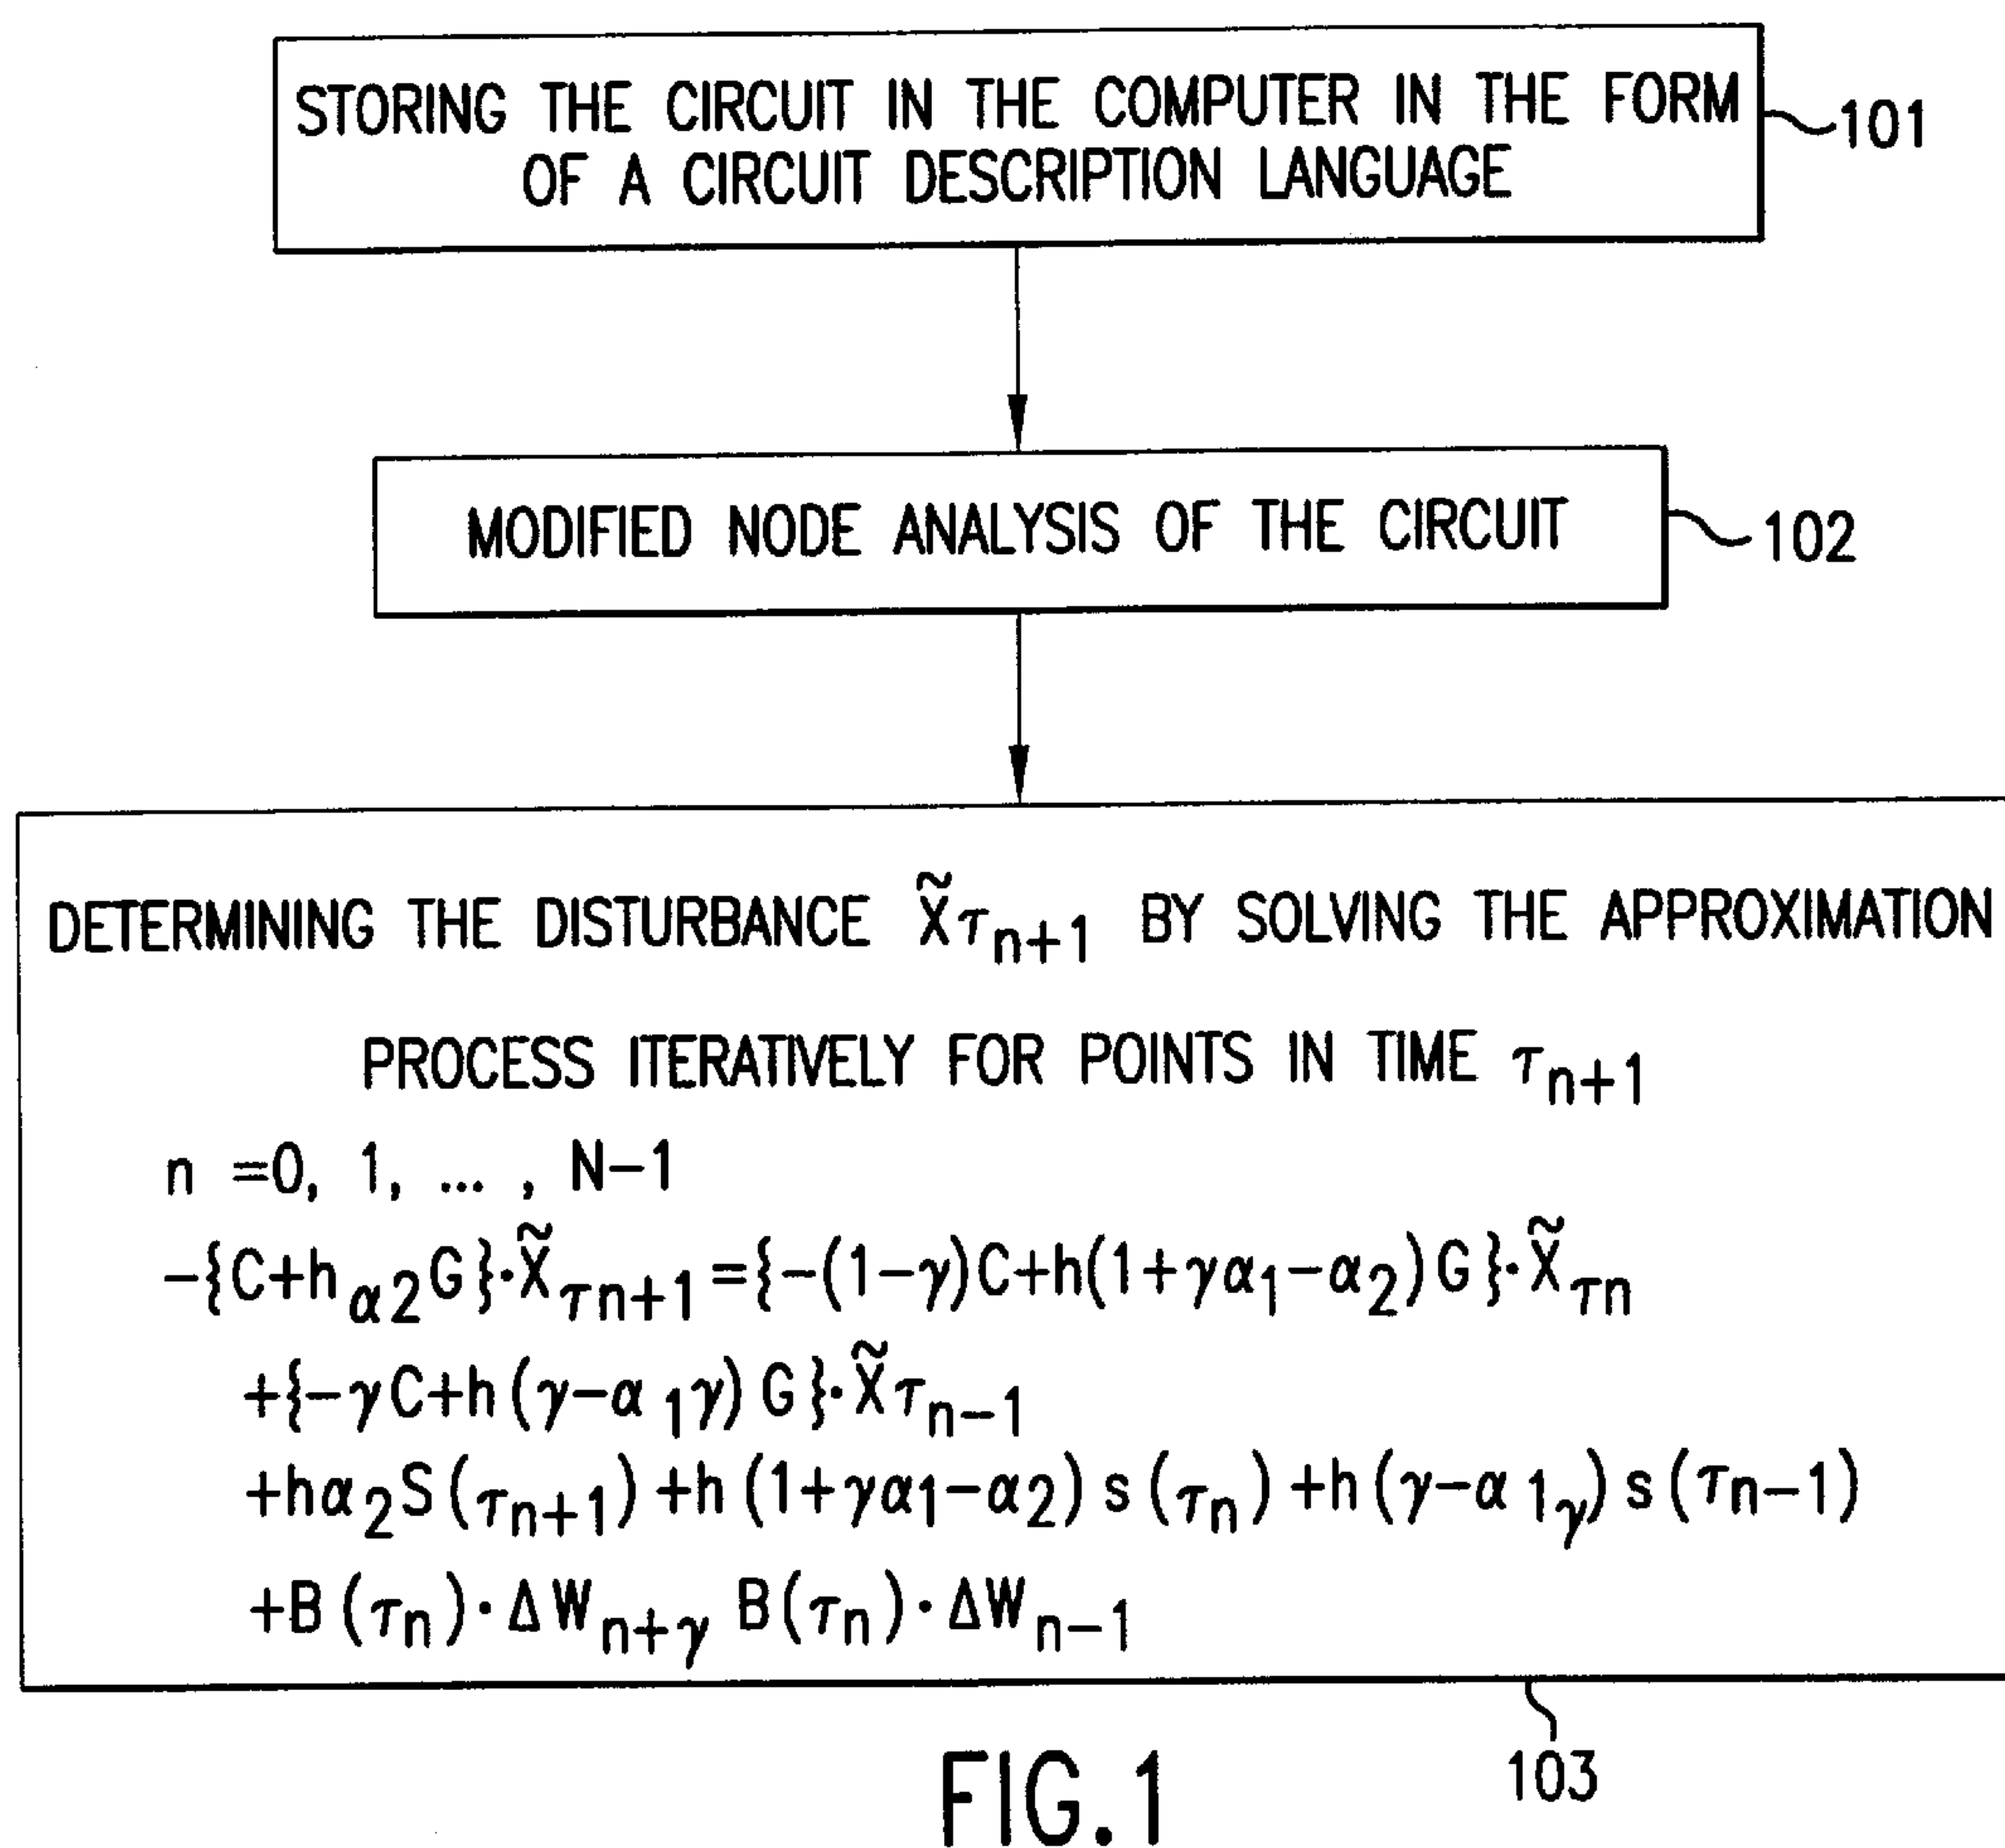 STORING THE CIRCUIT IN THE COMPUTER IN THE FORM
OF A CIRCUIT DESCRIPTION LANGUAGE
101
MODIFIED NODE ANALYSIS OF THE CIRCUIT
102
DETERMINING THE DISTURBANCE X̃τn+1 BY SOLVING THE APPROXIMATION
PROCESS ITERATIVELY FOR POINTS IN TIME τn+1
n =0, 1, ... , N-1
-{C+hα2G}·X̃τn+1={-(1-γ)C+h(1+γα1-α2)G}·X̃τn
+{-γC+h(γ-α1γ)G}·X̃τn-1
+hα2S(τn+1)+h(1+γα1-α2)s(τn)+h(γ-α1γ)s(τn-1)
+B(τn)·ΔWn+γ B(τn)·ΔWn-1
103
FIG.1